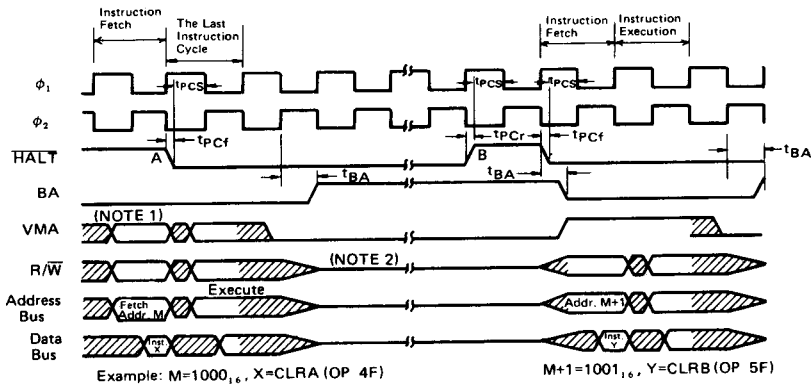 Instruction Fetch
The Last Instruction Cycle
Instruction Fetch
Instruction Execution
φ1
tPCS
tPCS
tPCS
φ2
tPCf
tPCr
tPCf
HALT
A
B
tBA
tBA
tBA
BA
VMA
(NOTE 1)
R/W
(NOTE 2)
Execute
Address Bus
Fetch Addr. M
Addr. M+1
Data Bus
Inst. X
Inst. Y
Example: M=1000₁₆, X=CLRA (OP 4F)
M+1=1001₁₆, Y=CLRB (OP 5F)